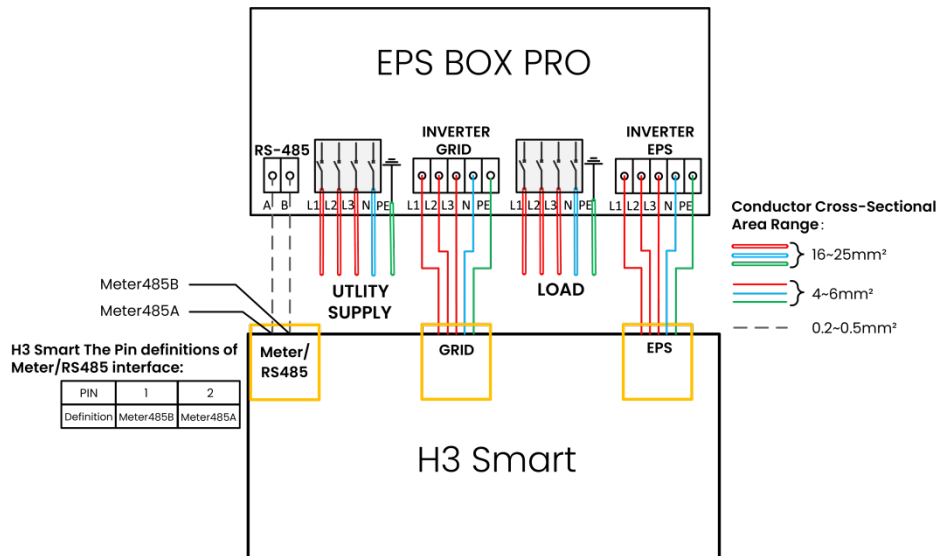 EPS BOX PRO
RS-485
INVERTER
GRID
INVERTER
EPS
A B
L1 L2 L3 N PE
L1 L2 L3 N PE
L1 L2 L3 N PE
L1 L2 L3 N PE
UTLITY
SUPPLY
LOAD
Conductor Cross-Sectional
Area Range:
16~25mm²
4~6mm²
0.2~0.5mm²
Meter485B
Meter485A
H3 Smart The Pin definitions of
Meter/RS485 interface:
PIN 1 2
Definition Meter485B Meter485A
Meter/
RS485
GRID
EPS
H3 Smart